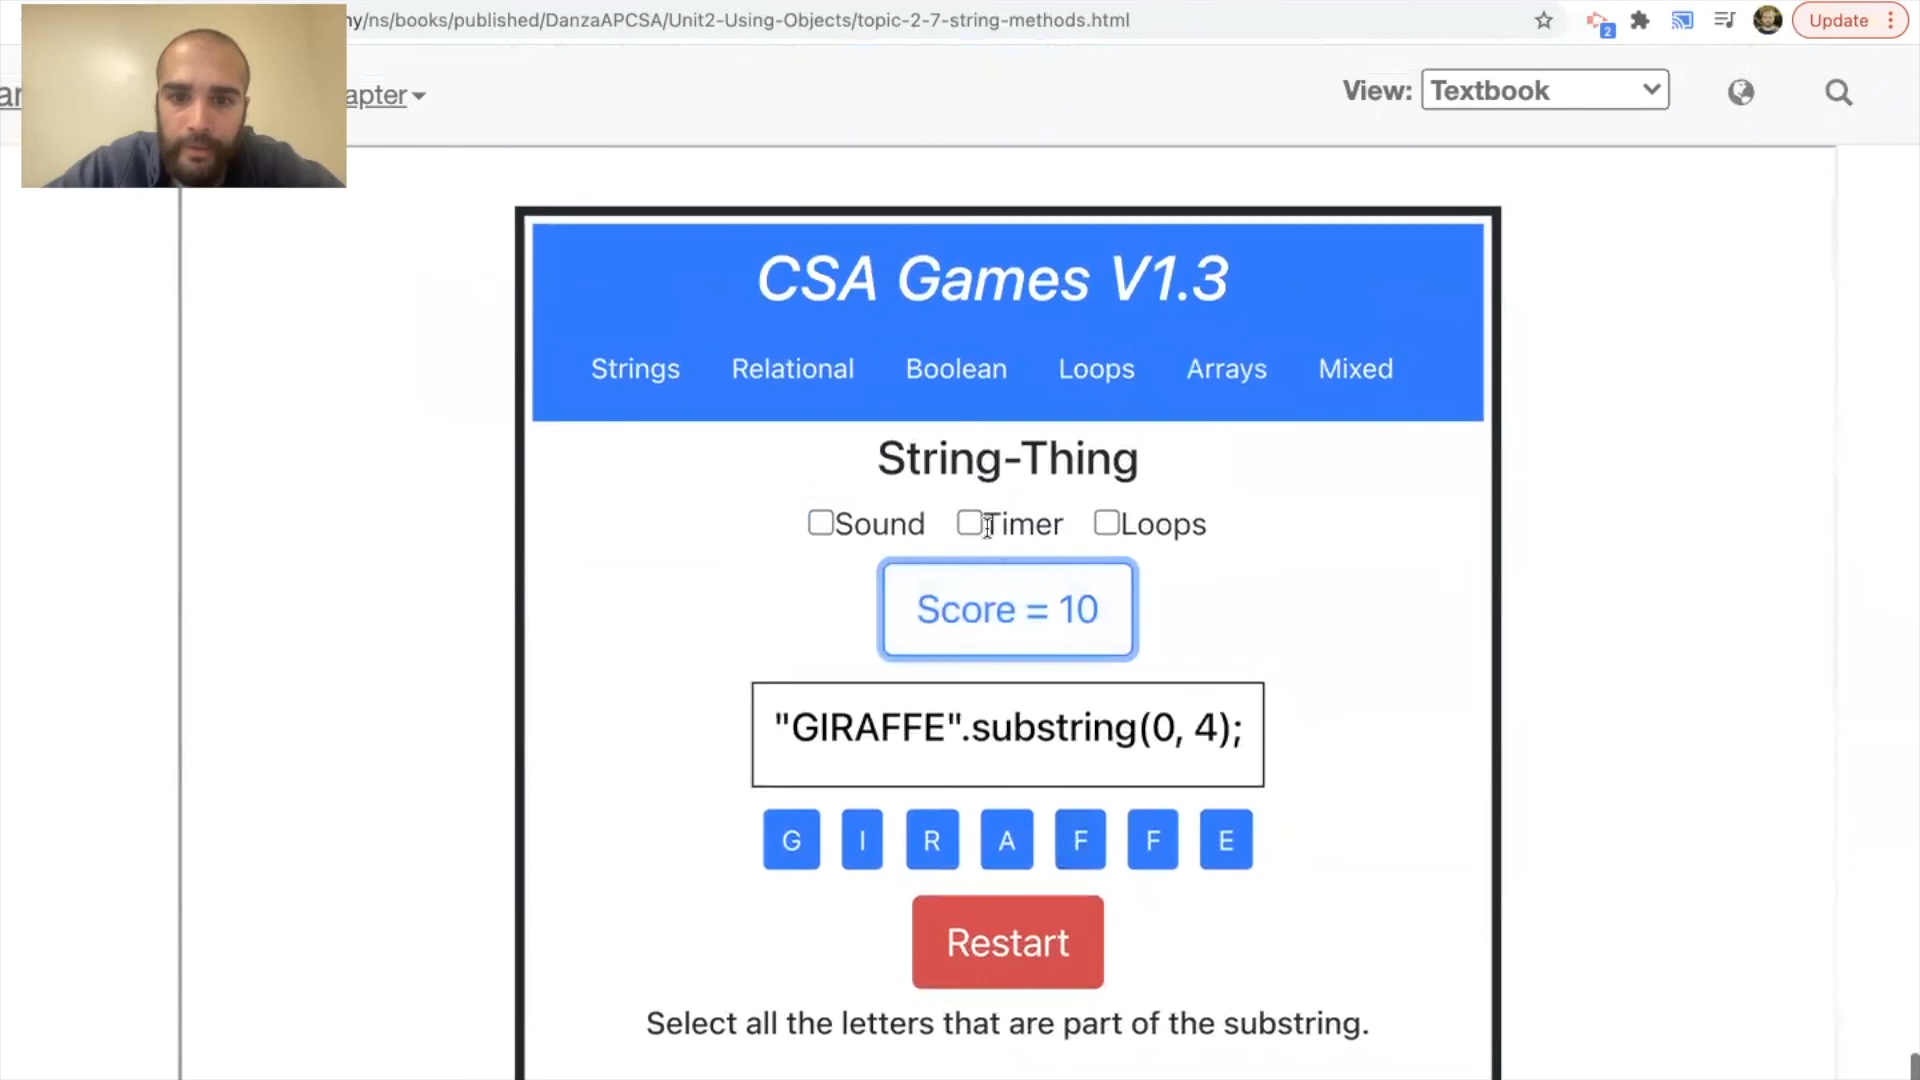 ny/ns/books/published/DanzaAPCSA/Unit2-Using-Objects/topic-2-7-string-methods.html
2
Update
apter
View: Textbook
CSA Games V1.3
Strings Relational Boolean Loops Arrays Mixed
String-Thing
Sound Timer Loops
Score = 10
"GIRAFFE".substring(0, 4);
G I R A F F E
Restart
Select all the letters that are part of the substring.